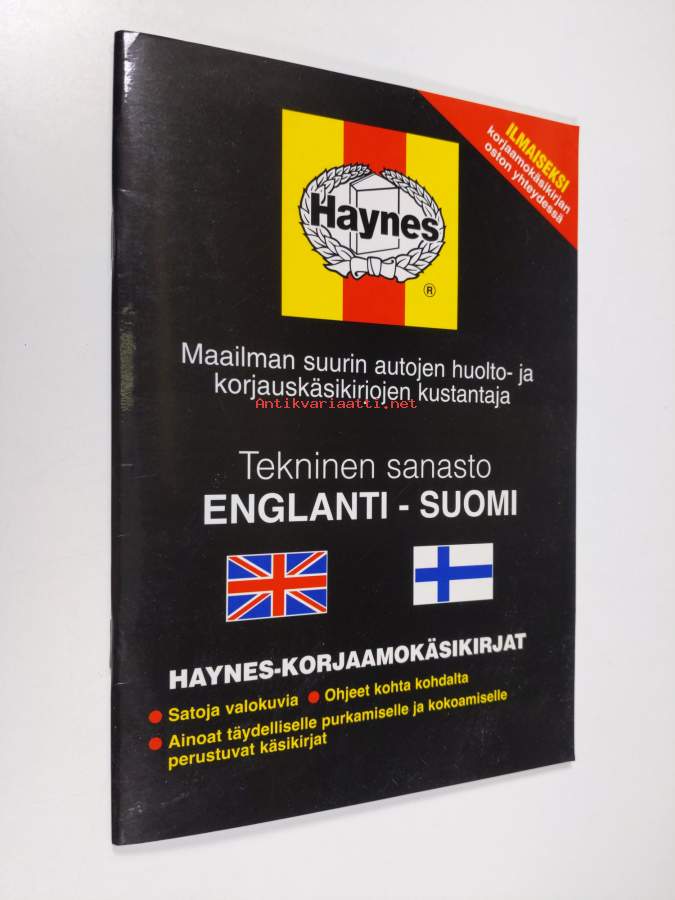 ILMAISEKSI
korjaamokäsikirjan
oston yhteydessä
Haynes
®
Maailman suurin autojen huolto- ja
korjauskäsikirjojen kustantaja
Antikvariaatti.net
Tekninen sanasto
ENGLANTI - SUOMI
HAYNES-KORJAAMOKÄSIKIRJAT
● Satoja valokuvia ● Ohjeet kohta kohdalta
● Ainoat täydelliselle purkamiselle ja kokoamiselle
perustuvat käsikirjat